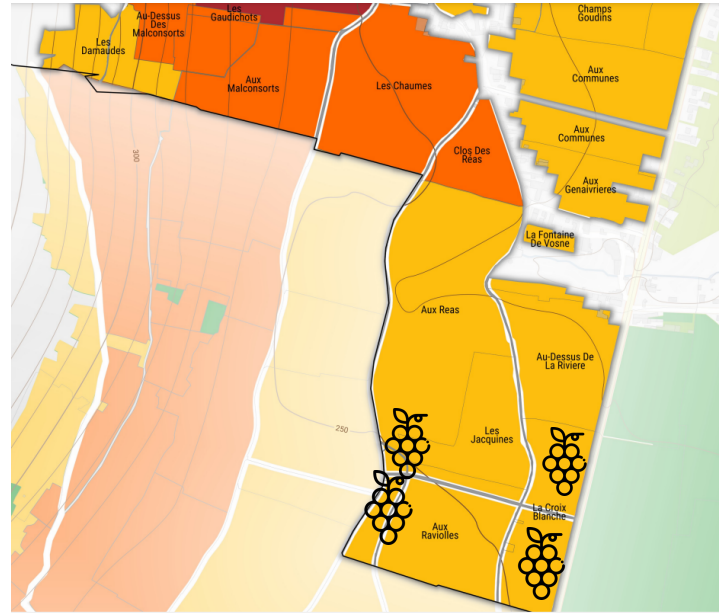 Les
Gaudichots
Champs
Goudins
Au-Dessus
Des
Malconsorts
Les
Damaudes
Aux
Malconsorts
Les Chaumes
Aux
Communes
Aux
Communes
Clos Des
Reas
Aux
Genaivrieres
300
La Fontaine
De Vosne
Aux Reas
Au-Dessus De
La Riviere
250
Les
Jacquines
La Croix
Blanche
Aux
Raviolles